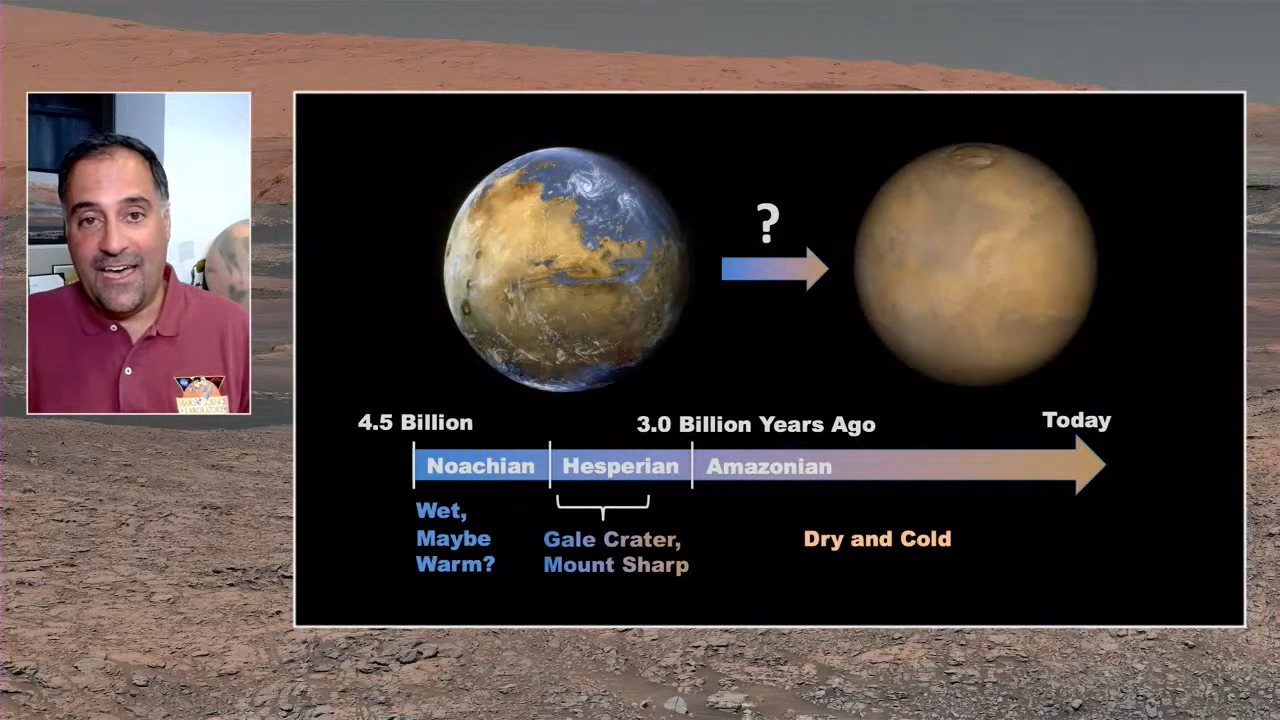 ?
4.5 Billion
3.0 Billion Years Ago
Today
Noachian
Hesperian
Amazonian
Wet,
Maybe
Warm?
Gale Crater,
Mount Sharp
Dry and Cold